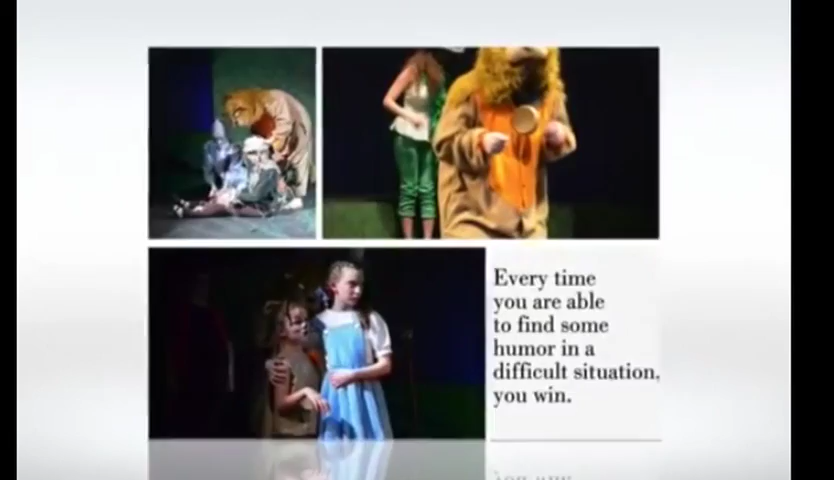 Every time
you are able
to find some
humor in a
difficult situation,
you win.